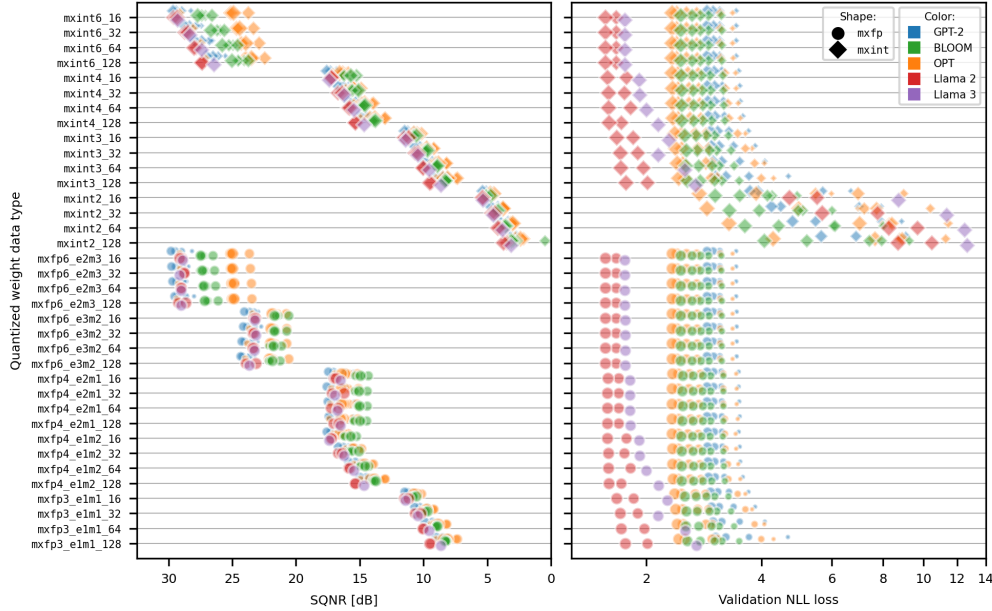 Quantized weight data type
mxint6_16
mxint6_32
mxint6_64
mxint6_128
mxint4_16
mxint4_32
mxint4_64
mxint4_128
mxint3_16
mxint3_32
mxint3_64
mxint3_128
mxint2_16
mxint2_32
mxint2_64
mxint2_128
mxfp6_e2m3_16
mxfp6_e2m3_32
mxfp6_e2m3_64
mxfp6_e2m3_128
mxfp6_e3m2_16
mxfp6_e3m2_32
mxfp6_e3m2_64
mxfp6_e3m2_128
mxfp4_e2m1_16
mxfp4_e2m1_32
mxfp4_e2m1_64
mxfp4_e2m1_128
mxfp4_e1m2_16
mxfp4_e1m2_32
mxfp4_e1m2_64
mxfp4_e1m2_128
mxfp3_e1m1_16
mxfp3_e1m1_32
mxfp3_e1m1_64
mxfp3_e1m1_128
30 25 20 15 10 5 0
SQNR [dB]
Shape:
mxfp
mxint
Color:
GPT-2
BLOOM
OPT
Llama 2
Llama 3
2 4 6 8 10 12 14
Validation NLL loss